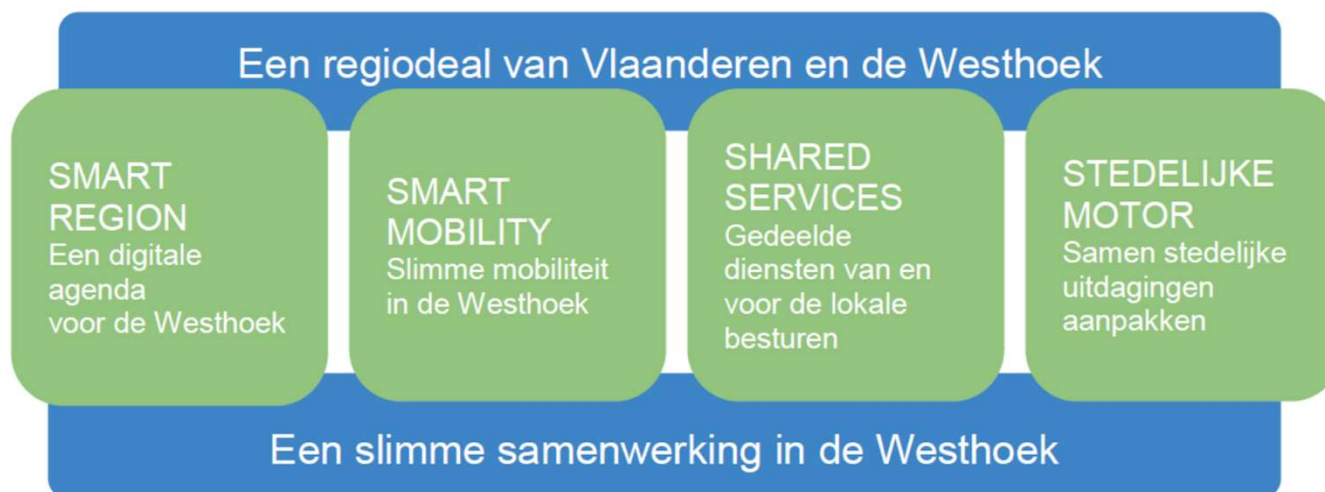 Een regiodeal van Vlaanderen en de Westhoek
SMART
REGION
Een digitale
agenda
voor de Westhoek
SMART
MOBILITY
Slimme mobiliteit
in de Westhoek
SHARED
SERVICES
Gedeelde
diensten van en
voor de lokale
besturen
STEDELIJKE
MOTOR
Samen stedelijke
uitdagingen
aanpakken
Een slimme samenwerking in de Westhoek